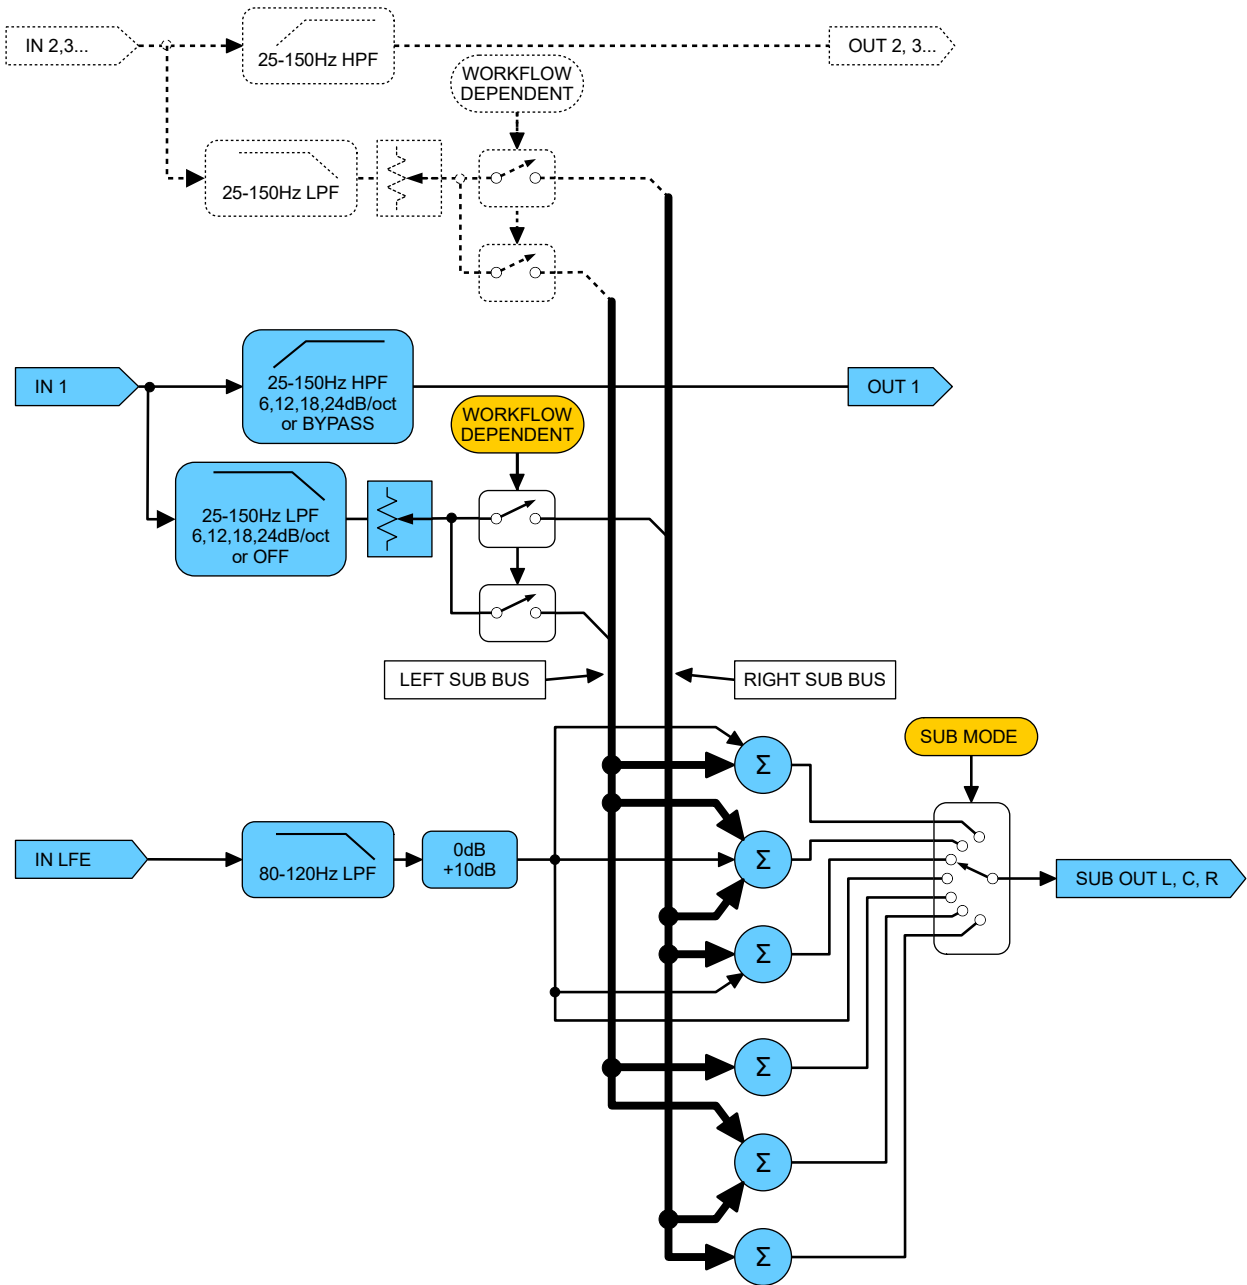 IN 2,3...
25-150Hz HPF
OUT 2, 3...
WORKFLOW
DEPENDENT
25-150Hz LPF
IN 1
25-150Hz HPF
6,12,18,24dB/oct
or BYPASS
OUT 1
WORKFLOW
DEPENDENT
25-150Hz LPF
6,12,18,24dB/oct
or OFF
LEFT SUB BUS
RIGHT SUB BUS
SUB MODE
Σ
IN LFE
80-120Hz LPF
0dB
+10dB
Σ
SUB OUT L, C, R
Σ
Σ
Σ
Σ